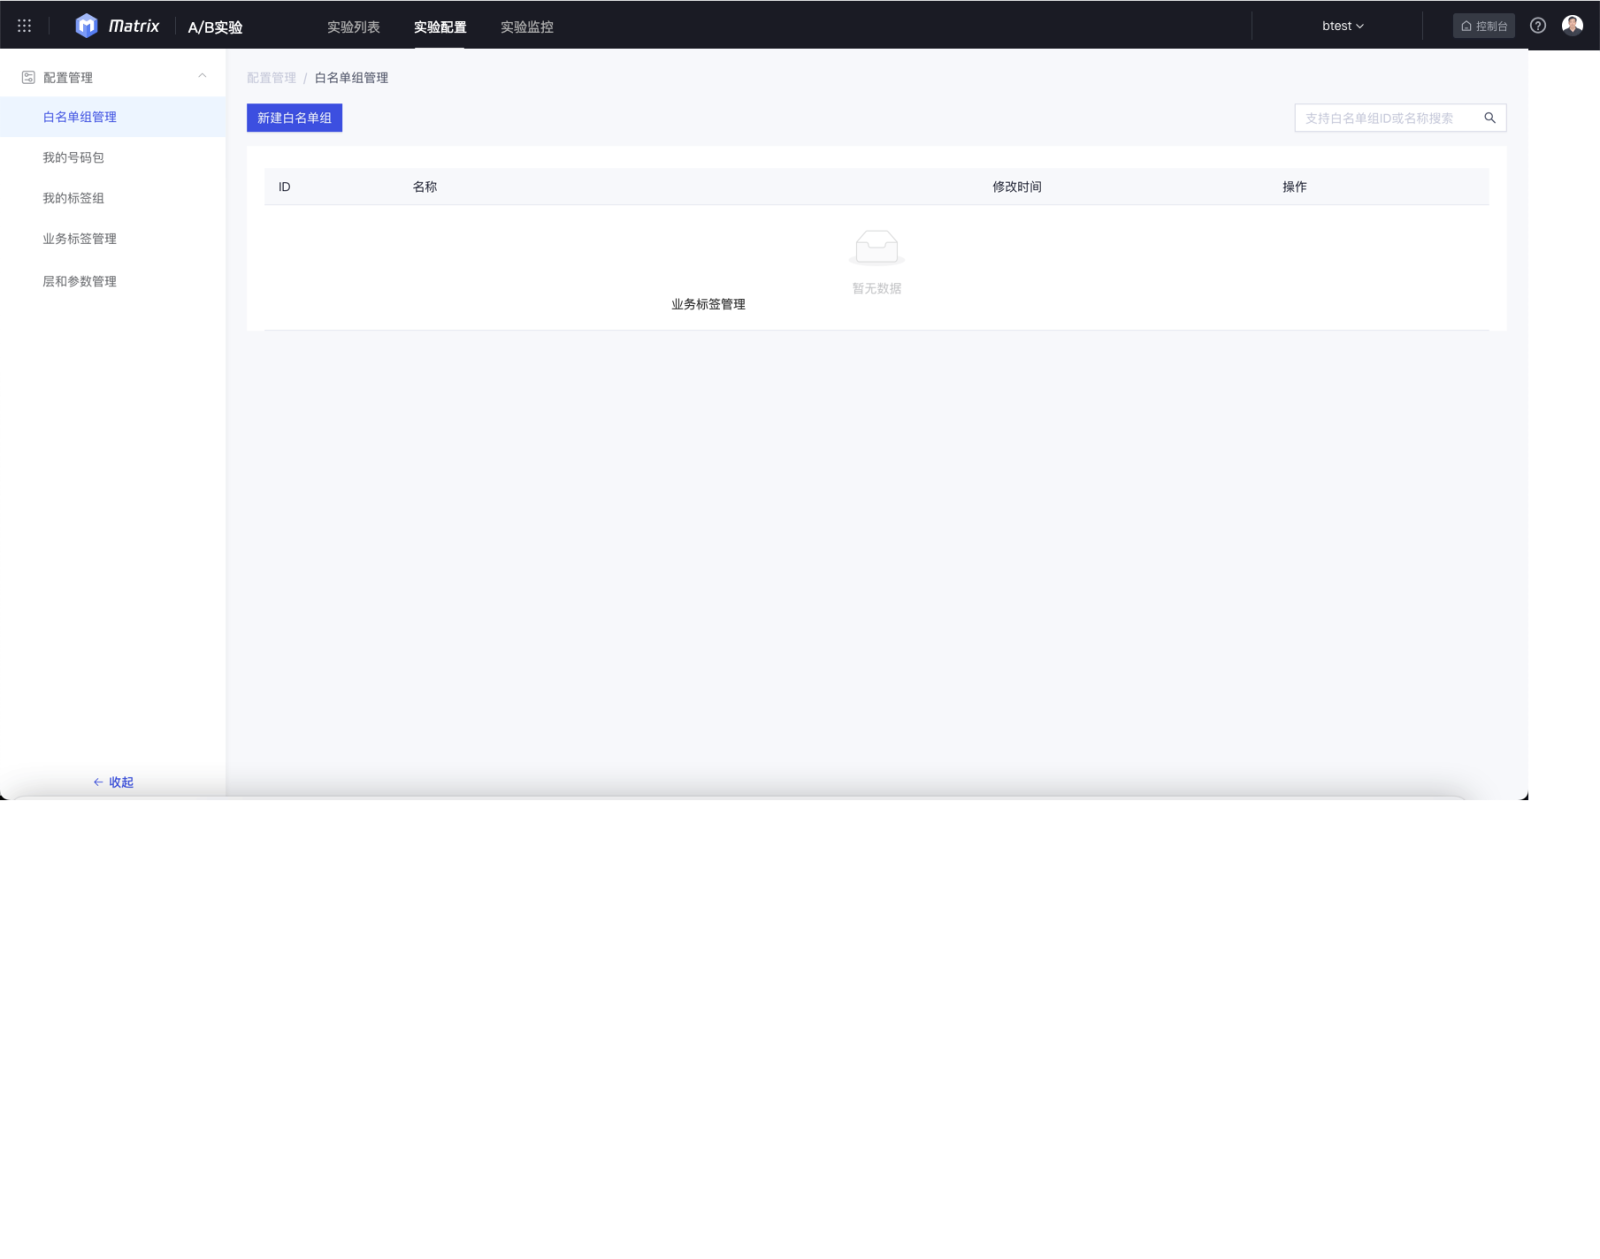 Matrix A/B实验 实验列表 实验配置 实验监控 btest 控制台
配置管理
白名单组管理
我的号码包
我的标签组
业务标签管理
层和参数管理
收起
配置管理 / 白名单组管理
新建白名单组
支持白名单组ID或名称搜索
ID 名称 修改时间 操作
暂无数据
业务标签管理